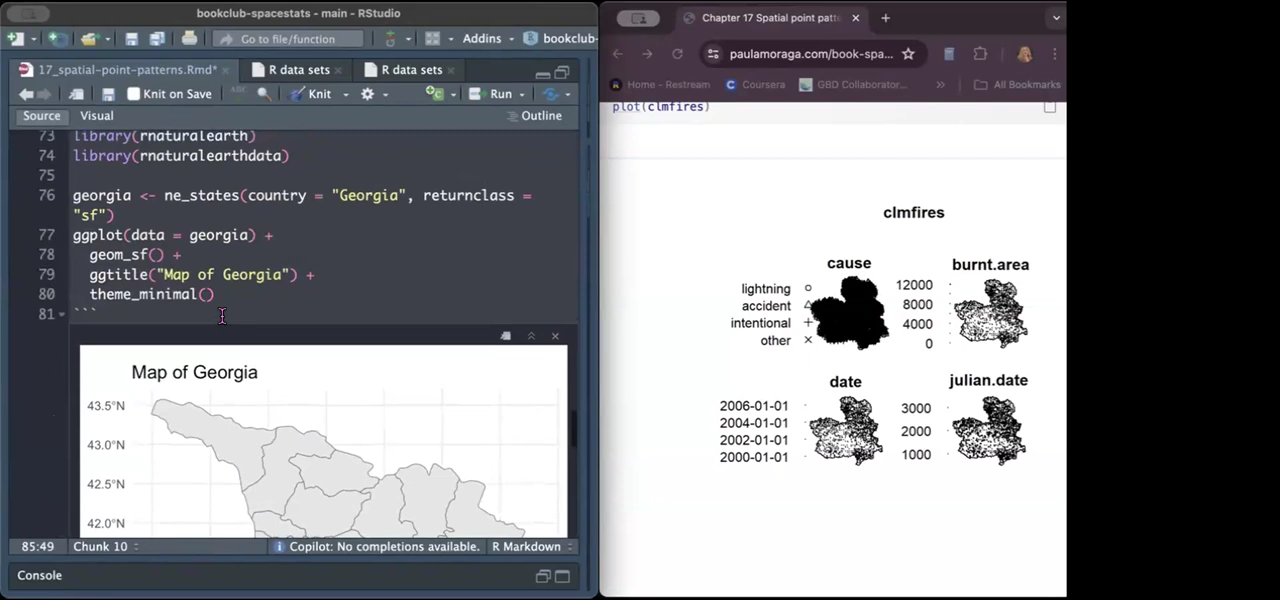 bookclub-spacestats - main - RStudio
Go to file/function
Addins
bookclub-
17_spatial-point-patterns.Rmd*
R data sets
R data sets
Knit on Save
ABC
Knit
Run
Source
Visual
Outline
73 library(rnaturalearth)
74 library(rnaturalearthdata)
75
76 georgia <- ne_states(country = "Georgia", returnclass =
"sf")
77 ggplot(data = georgia) +
78 geom_sf() +
79 ggtitle("Map of Georgia") +
80 theme_minimal()
81 ```
Map of Georgia
43.5°N
43.0°N
42.5°N
42.0°N
85:49
Chunk 10
Copilot: No completions available.
R Markdown
Console
Chapter 17 Spatial point patt
paulamoraga.com/book-spa...
Home - Restream
Coursera
GBD Collaborator...
»
All Bookmarks
plot(clmfires)
clmfires
cause
lightning
accident
intentional
other
burnt.area
12000
8000
4000
0
date
2006-01-01
2004-01-01
2002-01-01
2000-01-01
julian.date
3000
2000
1000